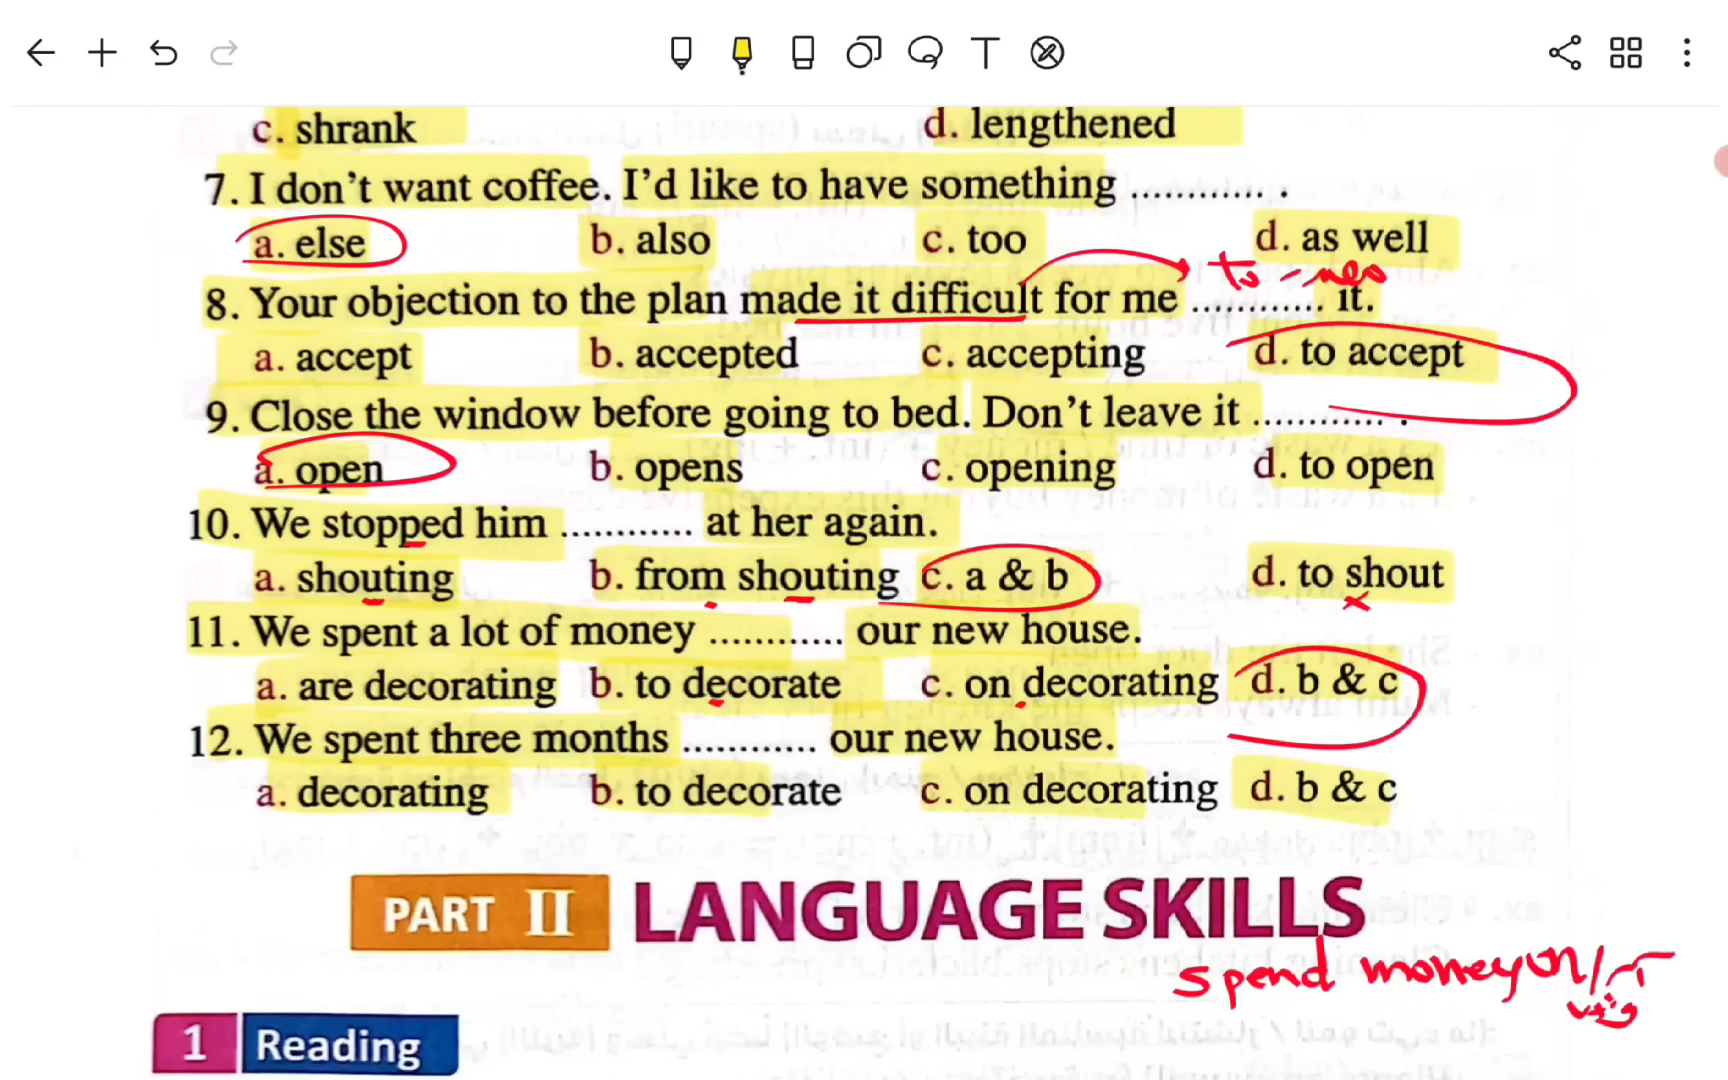 c. shrank d. lengthened
7. I don't want coffee. I'd like to have something .............
a. else b. also c. too d. as well
to
8. Your objection to the plan made it difficult for me ............ it.
a. accept b. accepted c. accepting d. to accept
9. Close the window before going to bed. Don't leave it ............ .
a. open b. opens c. opening d. to open
10. We stopped him ............ at her again.
a. shouting b. from shouting c. a & b d. to shout
11. We spent a lot of money ............ our new house.
a. are decorating b. to decorate c. on decorating d. b & c
12. We spent three months ............ our new house.
a. decorating b. to decorate c. on decorating d. b & c
PART II LANGUAGE SKILLS
spend money on/
1 Reading